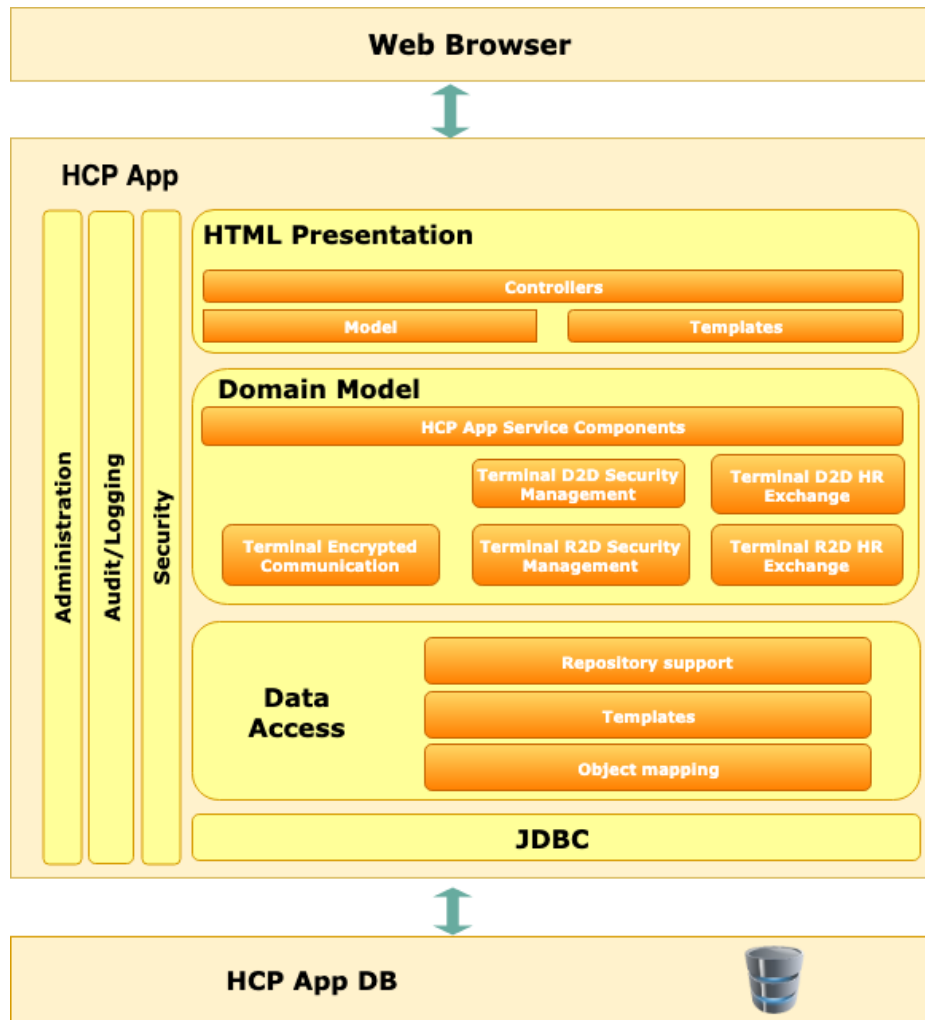 Web Browser
HCP App
Administration
Audit/Logging
Security
HTML Presentation
Controllers
Model
Templates
Domain Model
HCP App Service Components
Terminal D2D Security
Management
Terminal D2D HR
Exchange
Terminal Encrypted
Communication
Terminal R2D Security
Management
Terminal R2D HR
Exchange
Data
Access
Repository support
Templates
Object mapping
JDBC
HCP App DB